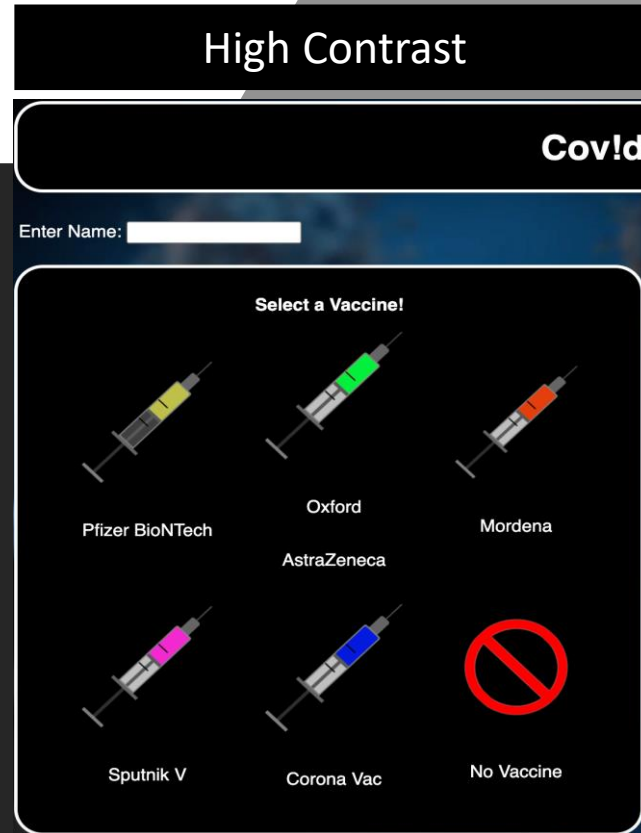 High Contrast
Cov!d
Enter Name:
Select a Vaccine!
Pfizer BioNTech
Oxford
AstraZeneca
Mordena
Sputnik V
Corona Vac
No Vaccine